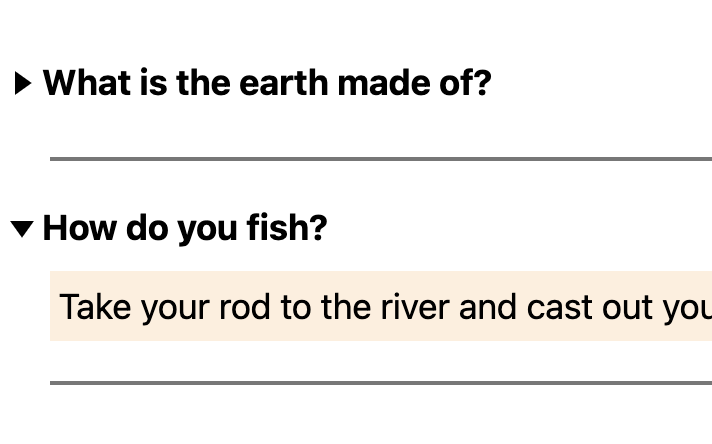 What is the earth made of?
How do you fish?
Take your rod to the river and cast out you